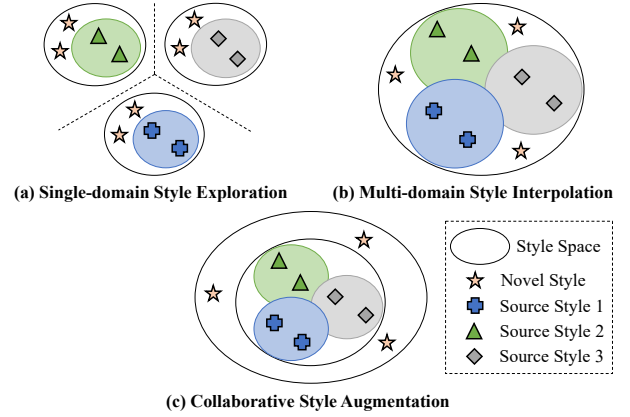 (a) Single-domain Style Exploration
(b) Multi-domain Style Interpolation
Style Space
Novel Style
Source Style 1
Source Style 2
Source Style 3
(c) Collaborative Style Augmentation